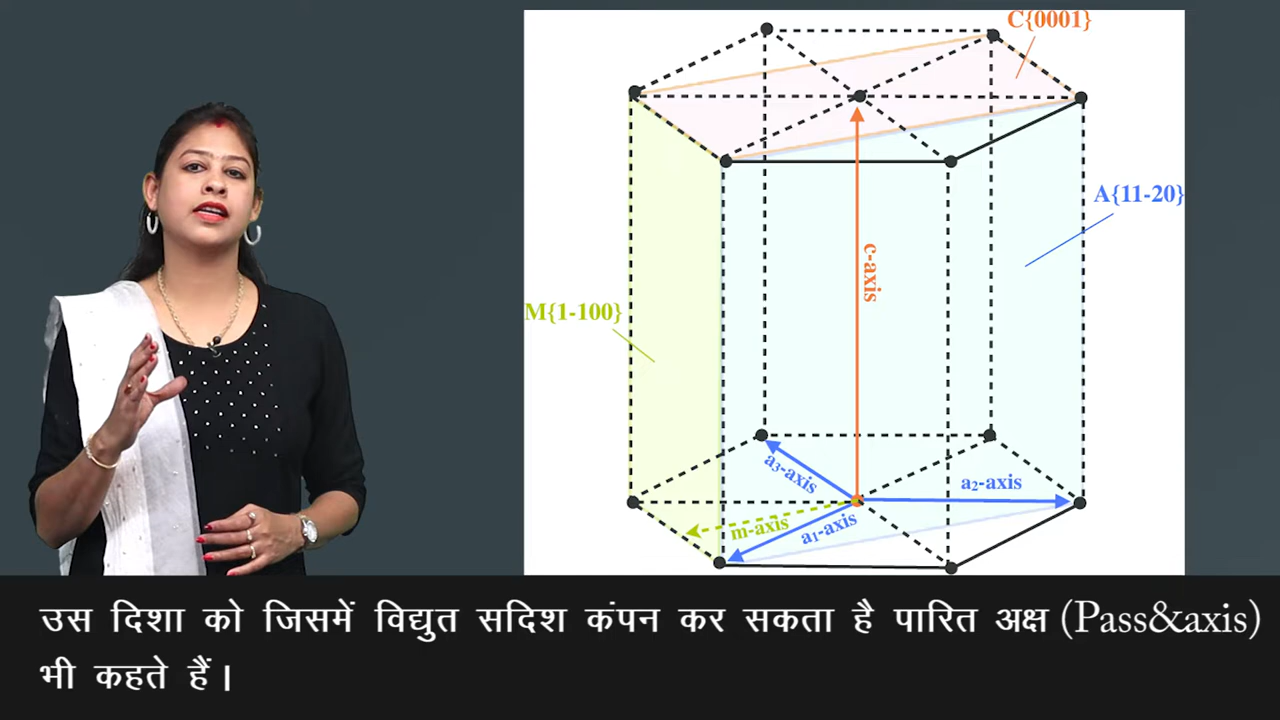 C{0001}
A{11-20}
c-axis
M{1-100}
a3-axis
a2-axis
m-axis
a1-axis
उस दिशा को जिसमें विद्युत सदिश कंपन कर सकता है पारित अक्ष (Pass&axis)
भी कहते हैं।